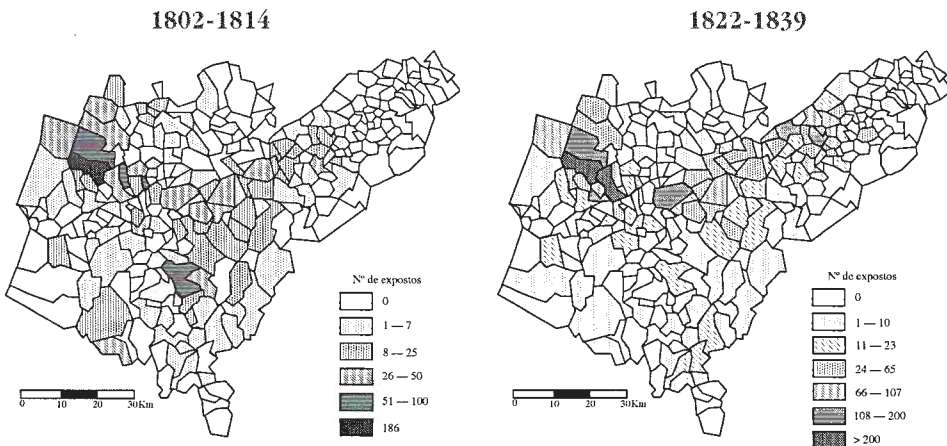 1802-1814
Nº de expostos
0
1 — 7
8 — 25
26 — 50
51 — 100
186
0 10 20 30Km
1822-1839
Nº de expostos
0
1 — 10
11 — 23
24 — 65
66 — 107
108 — 200
> 200
0 10 20 30Km